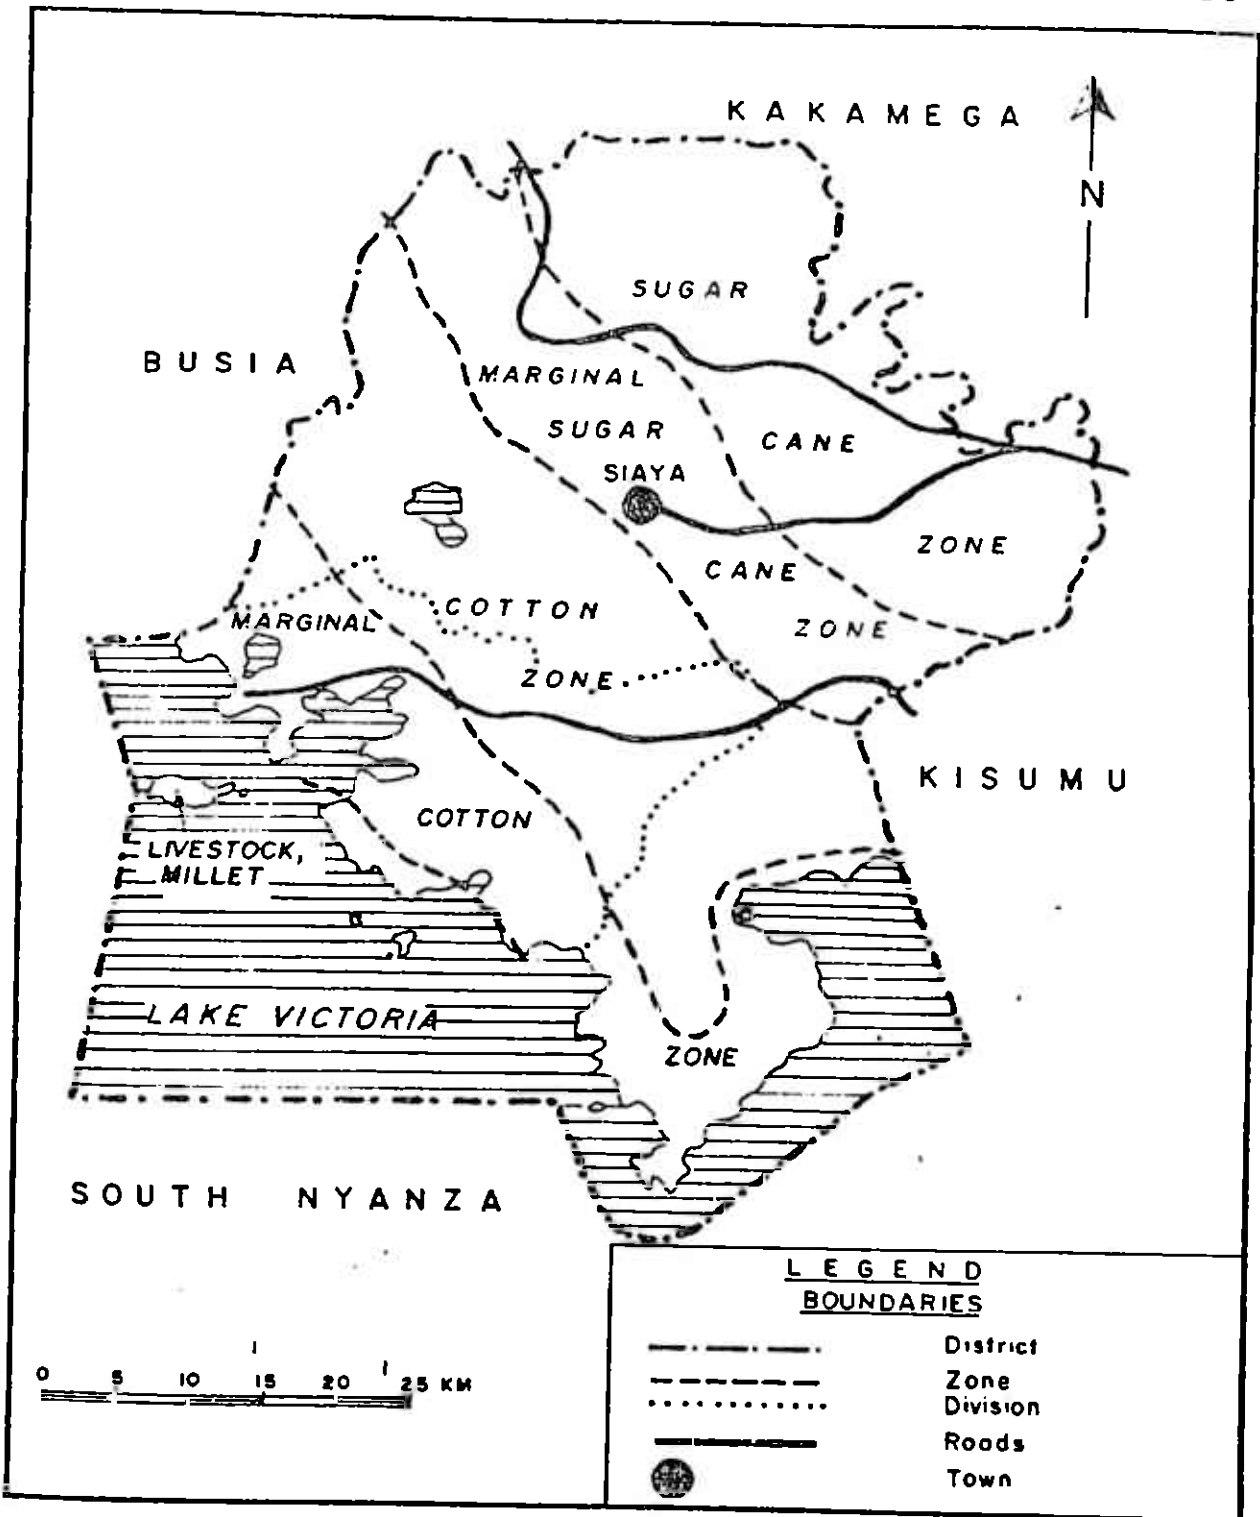 KAKAMEGA
N
SUGAR
BUSIA
MARGINAL
SUGAR
CANE
SIAYA
ZONE
CANE
COTTON
MARGINAL
ZONE
ZONE
KISUMU
COTTON
LIVESTOCK,
MILLET
LAKE VICTORIA
ZONE
SOUTH NYANZA
LEGEND
BOUNDARIES
District
Zone
Division
Roads
Town
0 5 10 15 20 25 KM